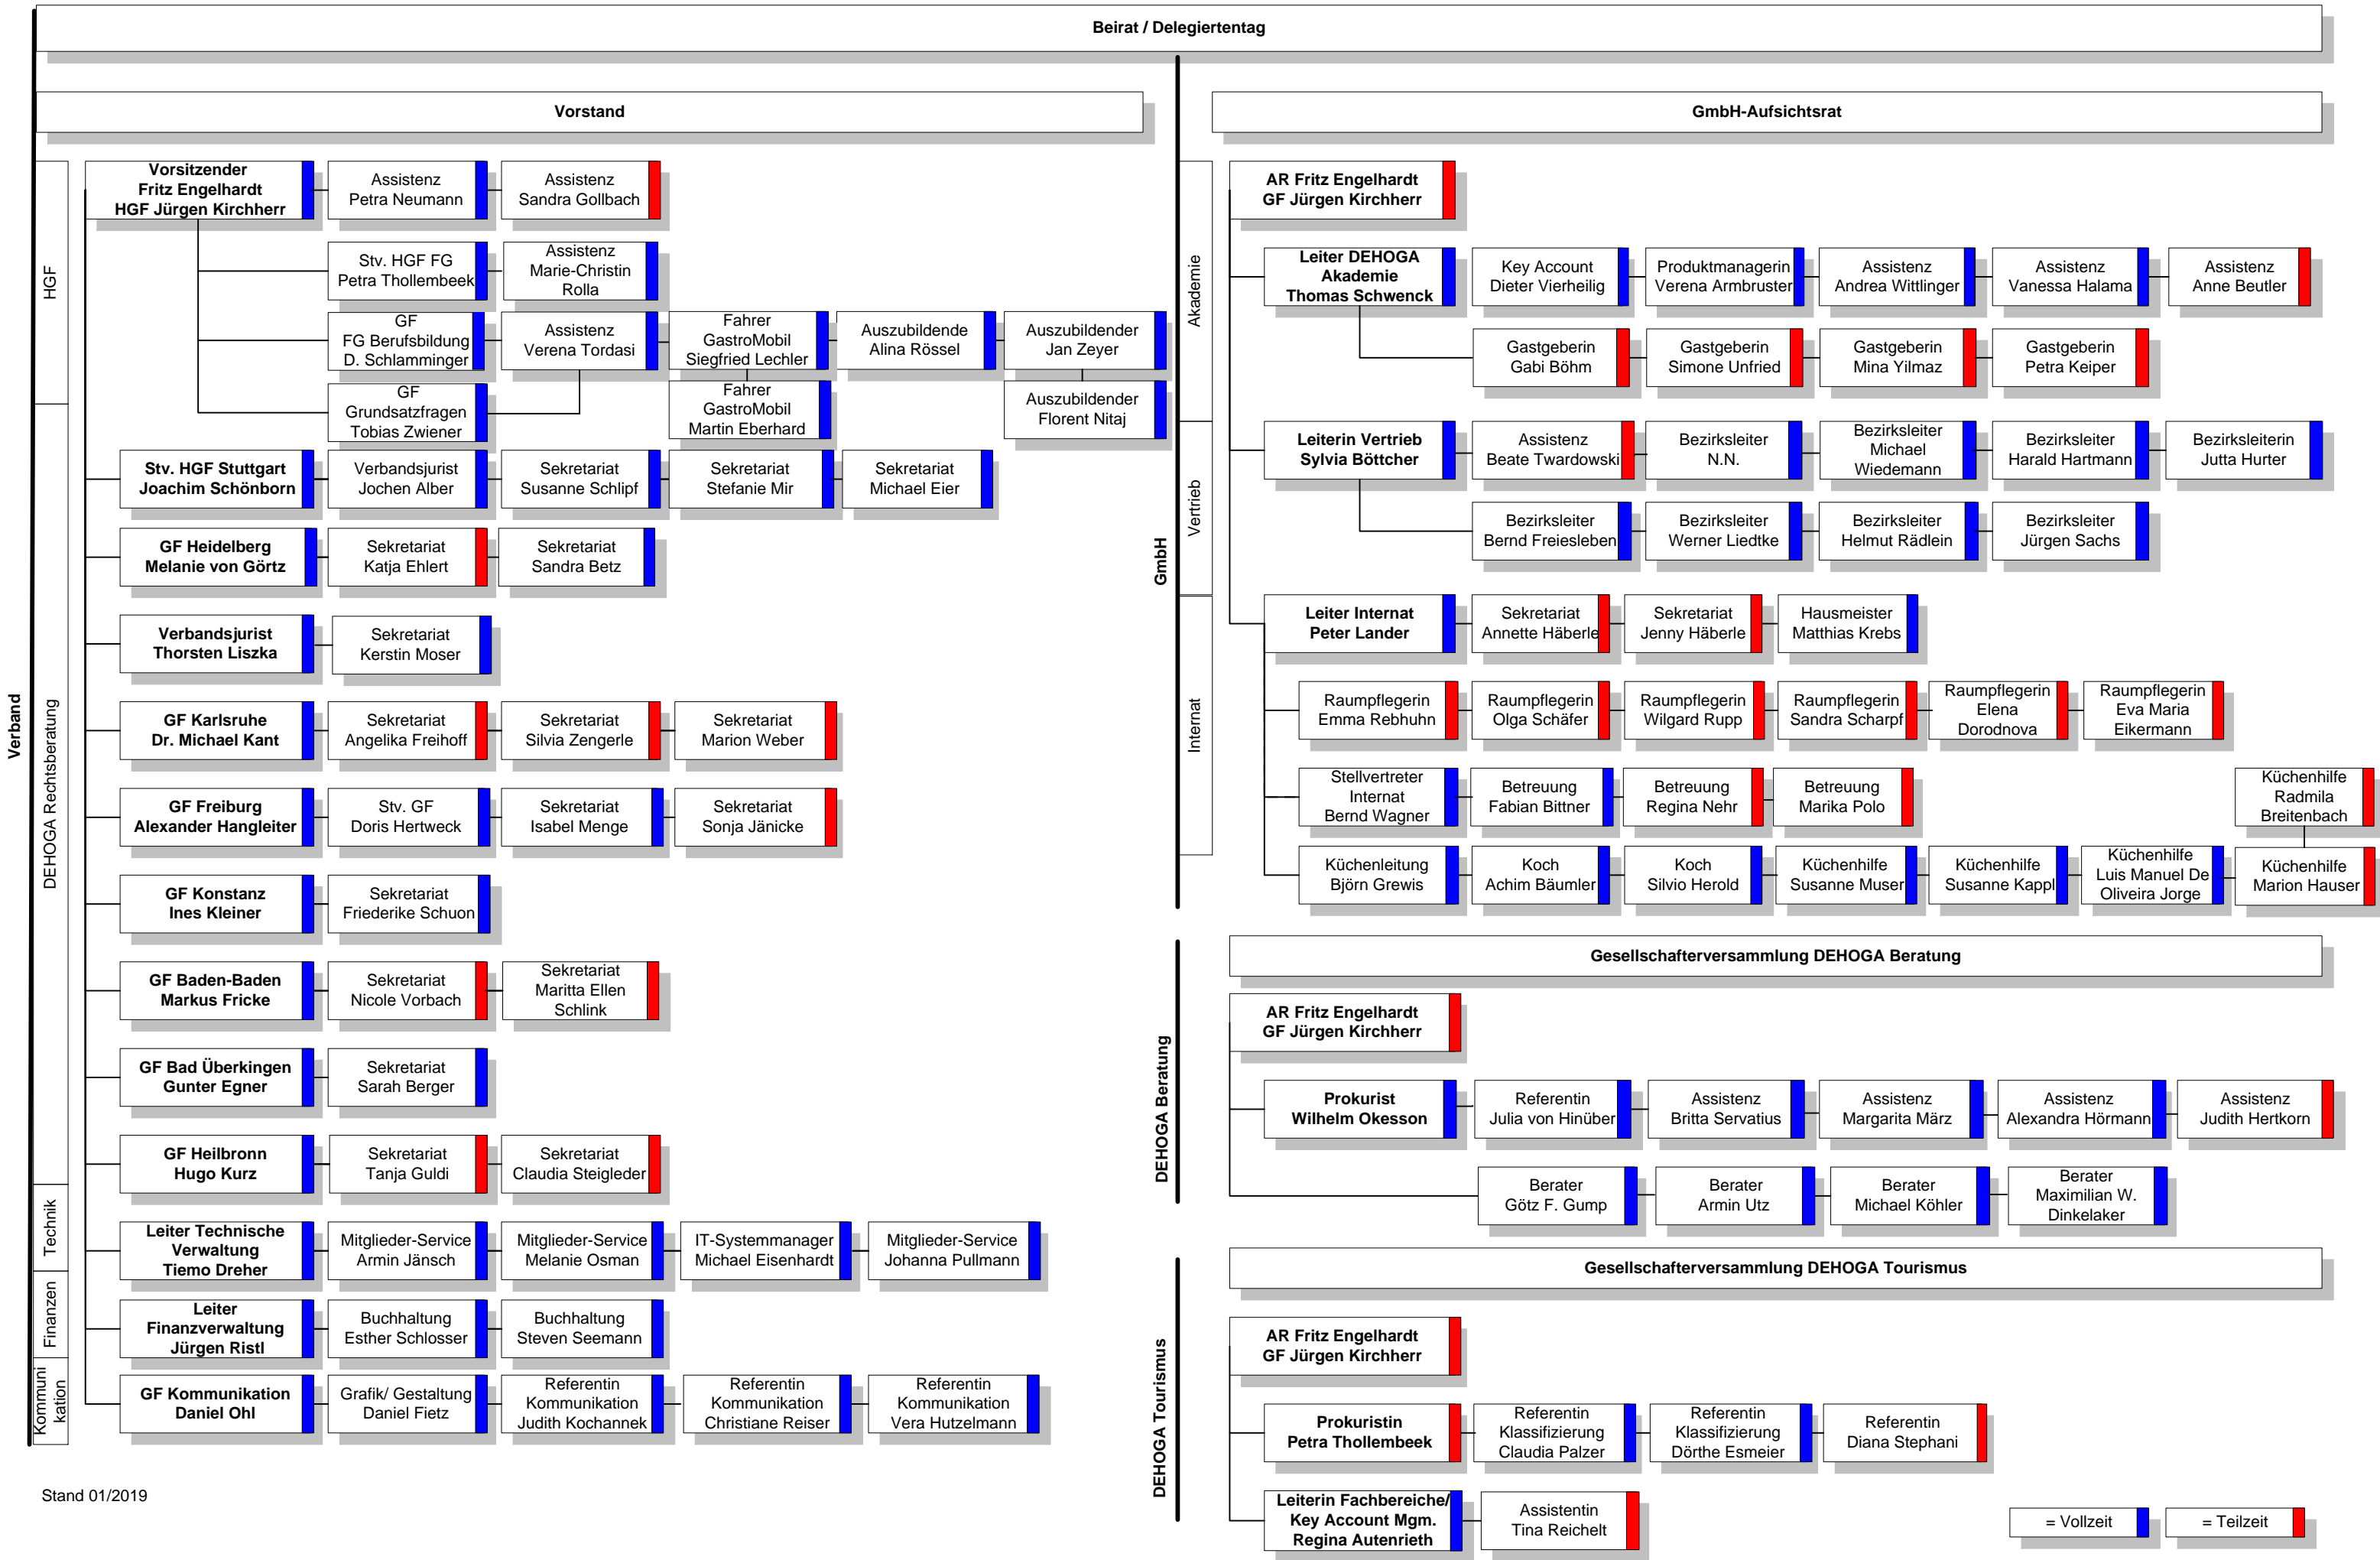 Beirat / Delegiertentag
Vorstand
GmbH-Aufsichtsrat
Verband
HGF
Vorsitzender
Fritz Engelhardt
HGF Jürgen Kirchherr
Assistenz
Petra Neumann
Assistenz
Sandra Gollbach
Stv. HGF FG
Petra Thollembeek
Assistenz
Marie-Christin
Rolla
GF
FG Berufsbildung
D. Schlamminger
Assistenz
Verena Tordasi
Fahrer
GastroMobil
Siegfried Lechler
Auszubildende
Alina Rössel
Auszubildender
Jan Zeyer
GF
Grundsatzfragen
Tobias Zwiener
Fahrer
GastroMobil
Martin Eberhard
Auszubildender
Florent Nitaj
DEHOGA Rechtsberatung
Stv. HGF Stuttgart
Joachim Schönborn
Verbandsjurist
Jochen Alber
Sekretariat
Susanne Schlipf
Sekretariat
Stefanie Mir
Sekretariat
Michael Eier
GF Heidelberg
Melanie von Görtz
Sekretariat
Katja Ehlert
Sekretariat
Sandra Betz
Verbandsjurist
Thorsten Liszka
Sekretariat
Kerstin Moser
GF Karlsruhe
Dr. Michael Kant
Sekretariat
Angelika Freihoff
Sekretariat
Silvia Zengerle
Sekretariat
Marion Weber
GF Freiburg
Alexander Hangleiter
Stv. GF
Doris Hertweck
Sekretariat
Isabel Menge
Sekretariat
Sonja Jänicke
GF Konstanz
Ines Kleiner
Sekretariat
Friederike Schuon
GF Baden-Baden
Markus Fricke
Sekretariat
Nicole Vorbach
Sekretariat
Maritta Ellen
Schlink
GF Bad Überkingen
Gunter Egner
Sekretariat
Sarah Berger
GF Heilbronn
Hugo Kurz
Sekretariat
Tanja Guldi
Sekretariat
Claudia Steigleder
Technik
Leiter Technische
Verwaltung
Tiemo Dreher
Mitglieder-Service
Armin Jänsch
Mitglieder-Service
Melanie Osman
IT-Systemmanager
Michael Eisenhardt
Mitglieder-Service
Johanna Pullmann
Finanzen
Leiter
Finanzverwaltung
Jürgen Ristl
Buchhaltung
Esther Schlosser
Buchhaltung
Steven Seemann
Kommuni
kation
GF Kommunikation
Daniel Ohl
Grafik/ Gestaltung
Daniel Fietz
Referentin
Kommunikation
Judith Kochannek
Referentin
Kommunikation
Christiane Reiser
Referentin
Kommunikation
Vera Hutzelmann
Stand 01/2019
GmbH
Akademie
AR Fritz Engelhardt
GF Jürgen Kirchherr
Leiter DEHOGA
Akademie
Thomas Schwenck
Key Account
Dieter Vierheilig
Produktmanagerin
Verena Armbruster
Assistenz
Andrea Wittlinger
Assistenz
Vanessa Halama
Assistenz
Anne Beutler
Gastgeberin
Gabi Böhm
Gastgeberin
Simone Unfried
Gastgeberin
Mina Yilmaz
Gastgeberin
Petra Keiper
Vertrieb
Leiterin Vertrieb
Sylvia Böttcher
Assistenz
Beate Twardowski
Bezirksleiter
N.N.
Bezirksleiter
Michael
Wiedemann
Bezirksleiter
Harald Hartmann
Bezirksleiterin
Jutta Hurter
Bezirksleiter
Bernd Freiesleben
Bezirksleiter
Werner Liedtke
Bezirksleiter
Helmut Rädlein
Bezirksleiter
Jürgen Sachs
Internat
Leiter Internat
Peter Lander
Sekretariat
Annette Häberle
Sekretariat
Jenny Häberle
Hausmeister
Matthias Krebs
Raumpflegerin
Emma Rebhuhn
Raumpflegerin
Olga Schäfer
Raumpflegerin
Wilgard Rupp
Raumpflegerin
Sandra Scharpf
Raumpflegerin
Elena
Dorodnova
Raumpflegerin
Eva Maria
Eikermann
Stellvertreter
Internat
Bernd Wagner
Betreuung
Fabian Bittner
Betreuung
Regina Nehr
Betreuung
Marika Polo
Küchenhilfe
Radmila
Breitenbach
Küchenleitung
Björn Grewis
Koch
Achim Bäumler
Koch
Silvio Herold
Küchenhilfe
Susanne Muser
Küchenhilfe
Susanne Kappl
Küchenhilfe
Luis Manuel De
Oliveira Jorge
Küchenhilfe
Marion Hauser
DEHOGA Beratung
Gesellschafterversammlung DEHOGA Beratung
AR Fritz Engelhardt
GF Jürgen Kirchherr
Prokurist
Wilhelm Okesson
Referentin
Julia von Hinüber
Assistenz
Britta Servatius
Assistenz
Margarita März
Assistenz
Alexandra Hörmann
Assistenz
Judith Hertkorn
Berater
Götz F. Gump
Berater
Armin Utz
Berater
Michael Köhler
Berater
Maximilian W.
Dinkelaker
DEHOGA Tourismus
Gesellschafterversammlung DEHOGA Tourismus
AR Fritz Engelhardt
GF Jürgen Kirchherr
Prokuristin
Petra Thollembeek
Referentin
Klassifizierung
Claudia Palzer
Referentin
Klassifizierung
Dörthe Esmeier
Referentin
Diana Stephani
Leiterin Fachbereiche/
Key Account Mgm.
Regina Autenrieth
Assistentin
Tina Reichelt
= Vollzeit
= Teilzeit